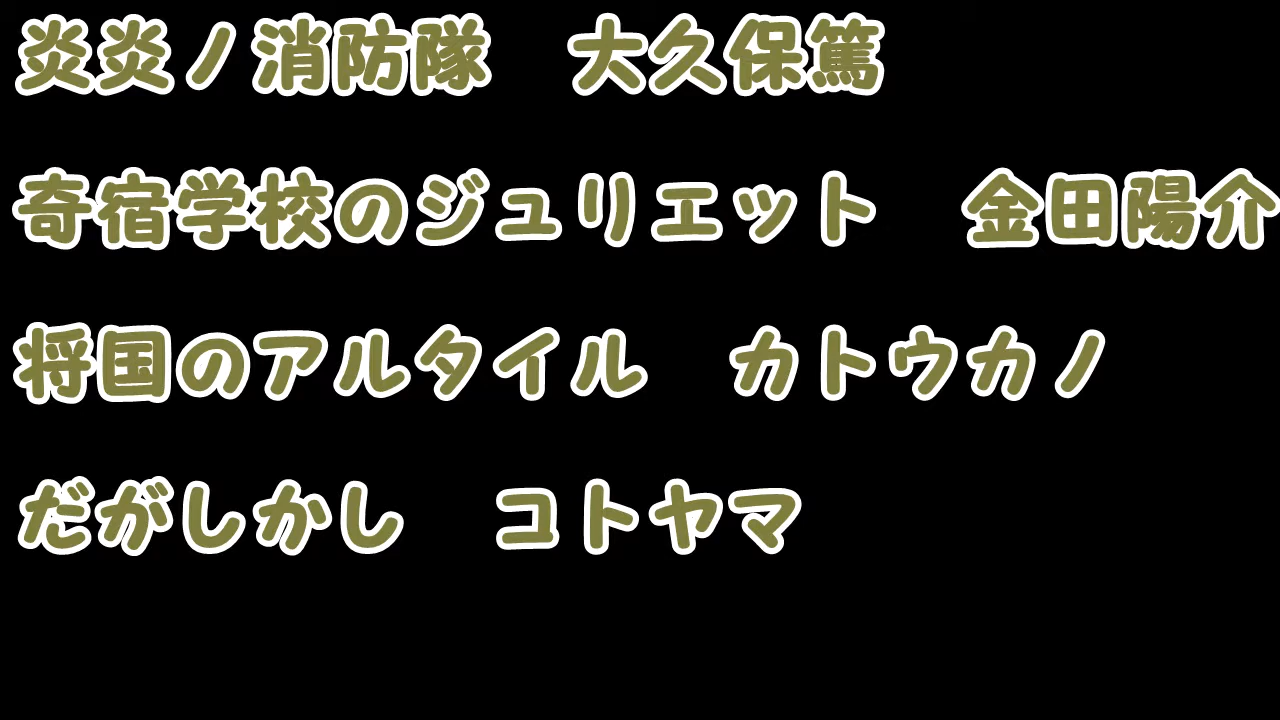 炎炎ノ消防隊　大久保篤
奇宿学校のジュリエット　金田陽介
将国のアルタイル　カトウカノ
だがしかし　コトヤマ